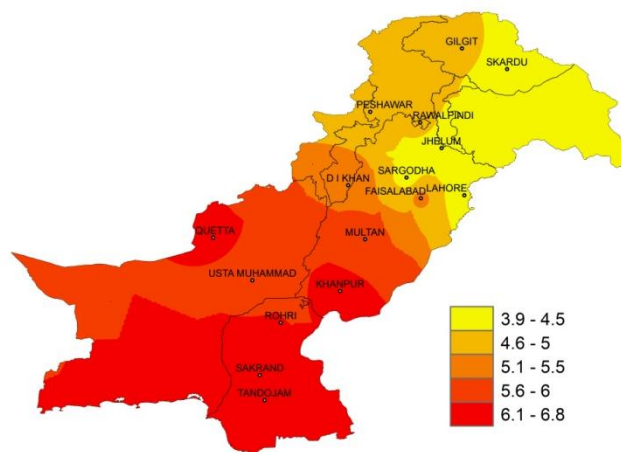 GILGIT
SKARDU
PESHAWAR
RAWALPINDI
JHELUM
SARGODHA
D I KHAN
FAISALABAD
LAHORE
QUETTA
MULTAN
USTA MUHAMMAD
KHANPUR
ROHRI
SAKRAND
TANDOJAM
3.9 - 4.5
4.6 - 5
5.1 - 5.5
5.6 - 6
6.1 - 6.8